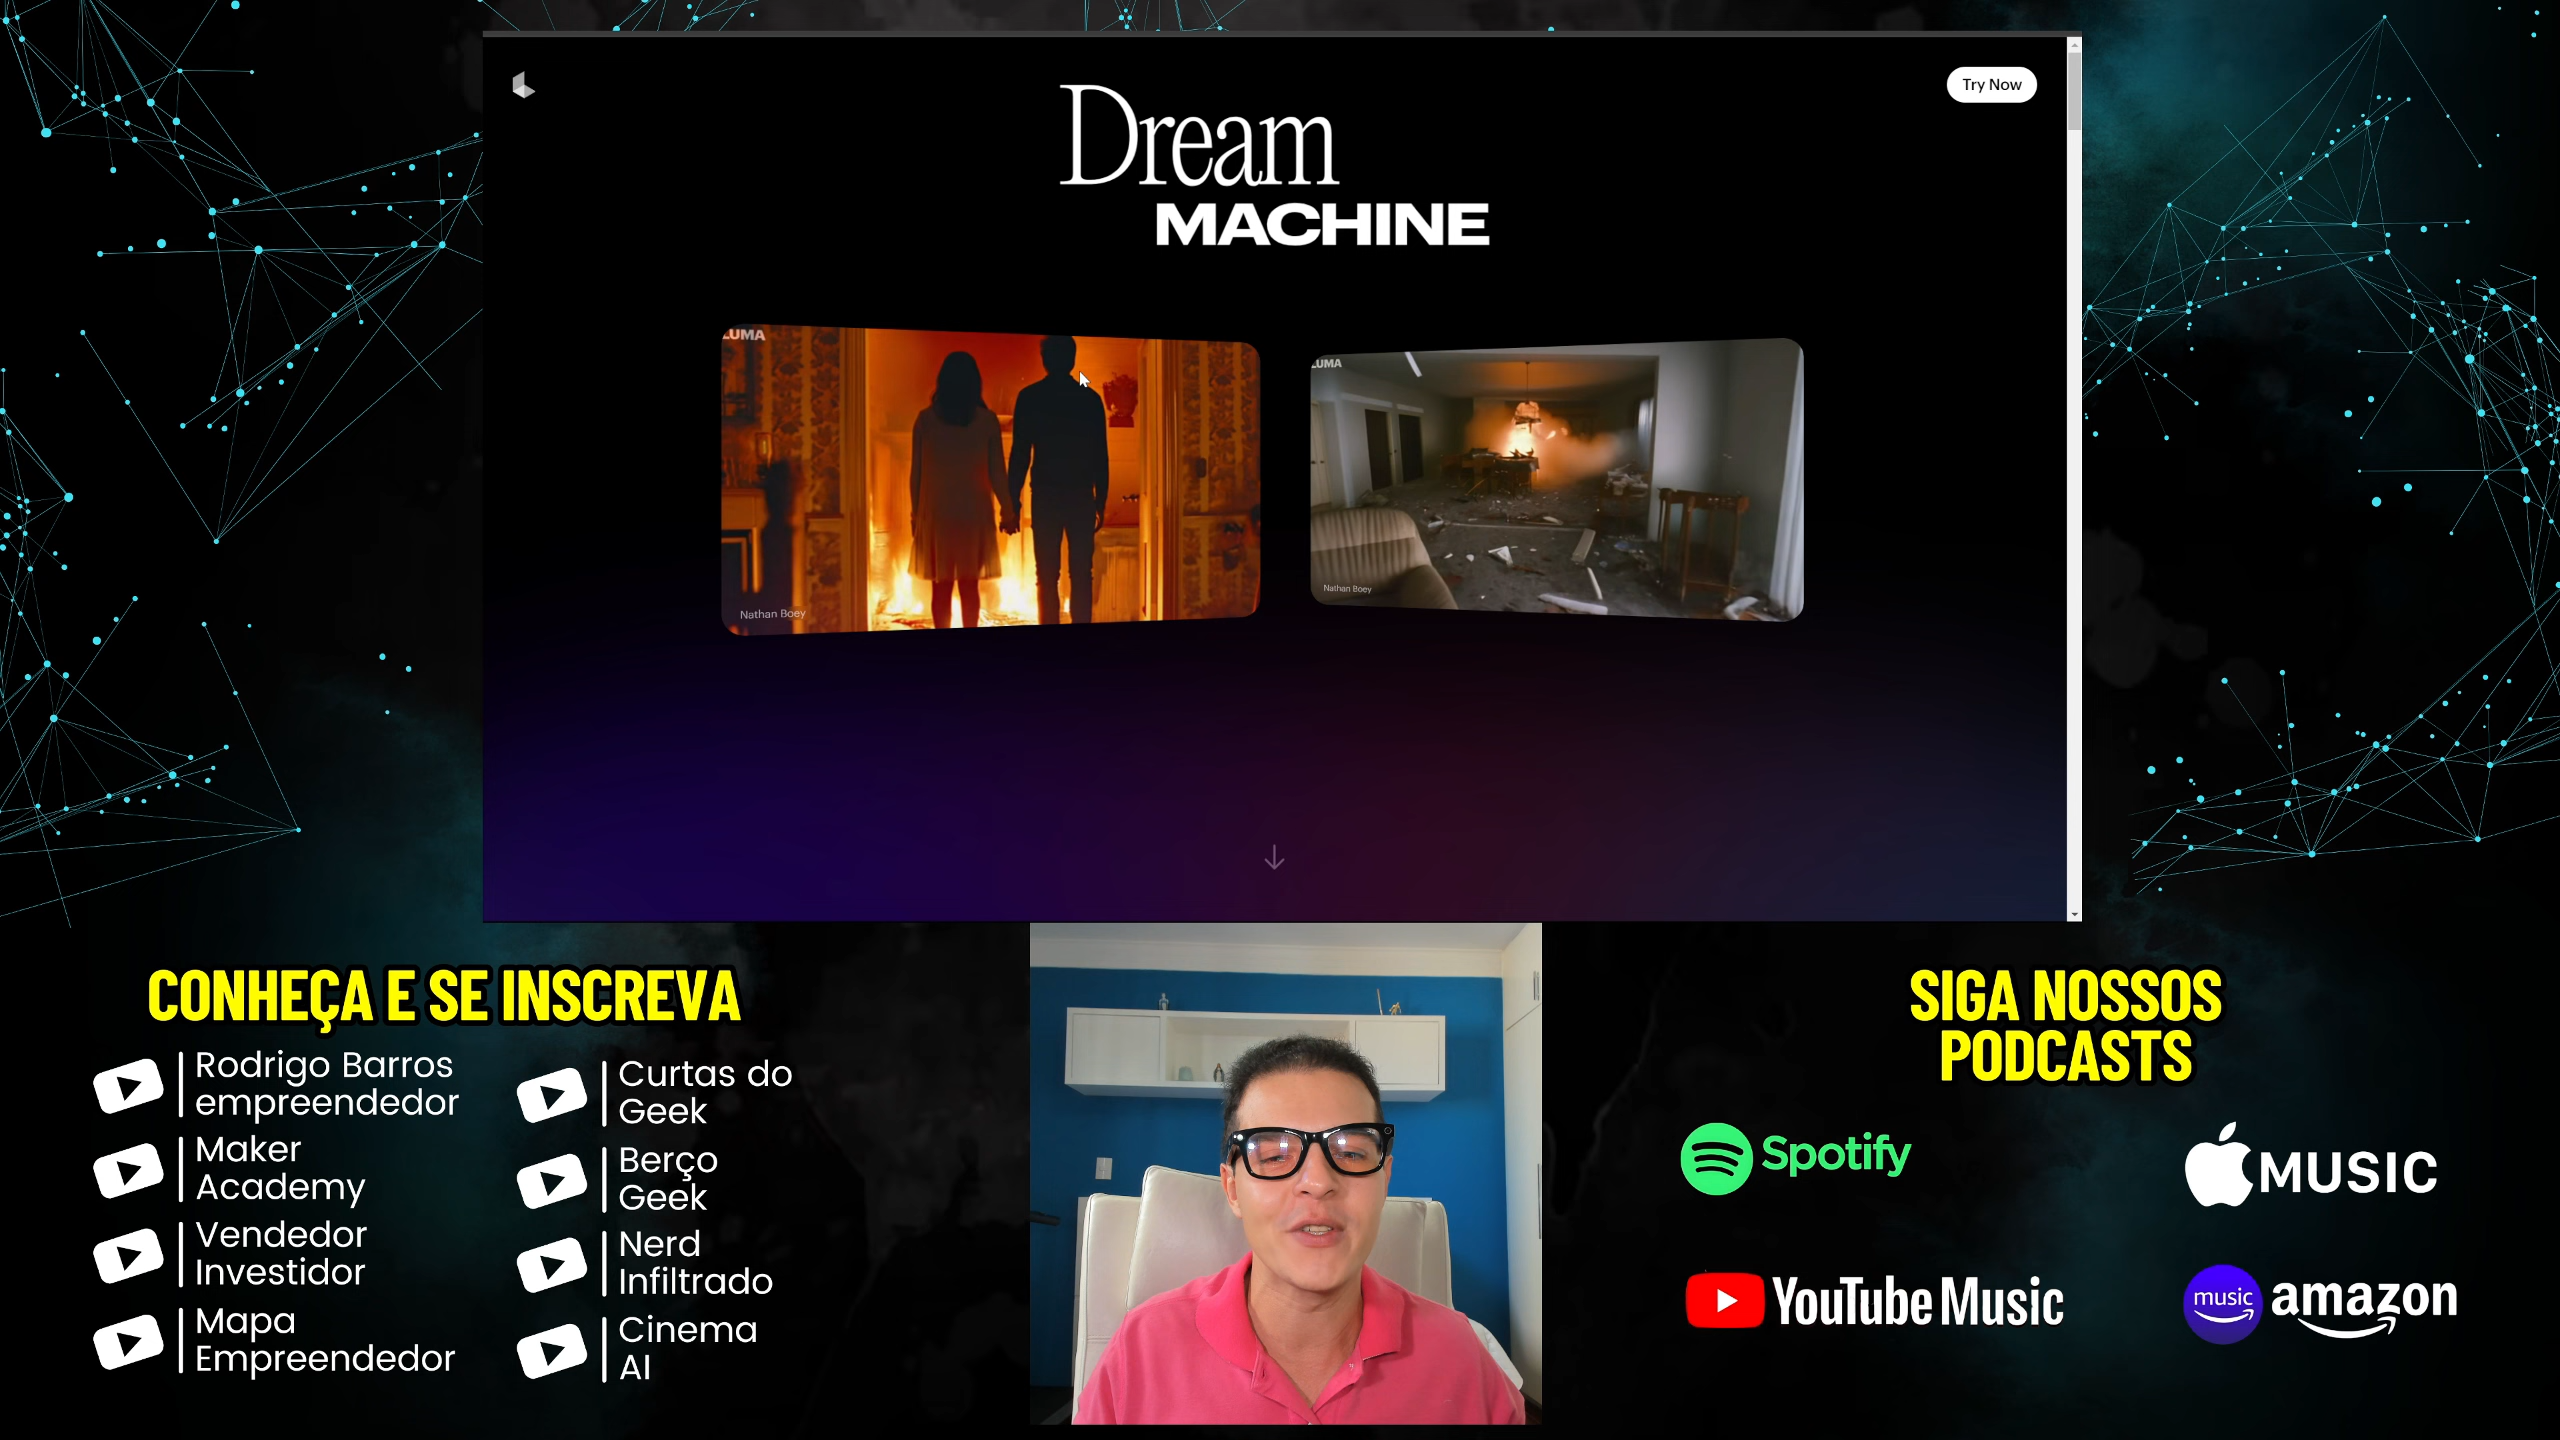 Dream
MACHINE
Try Now
LUMA
Nathan Boey
LUMA
Nathan Boey
CONHEÇA E SE INSCREVA
Rodrigo Barros
empreendedor
Maker
Academy
Vendedor
Investidor
Mapa
Empreendedor
Curtas do
Geek
Berço
Geek
Nerd
Infiltrado
Cinema
AI
SIGA NOSSOS
PODCASTS
Spotify
MUSIC
YouTube Music
music
amazon